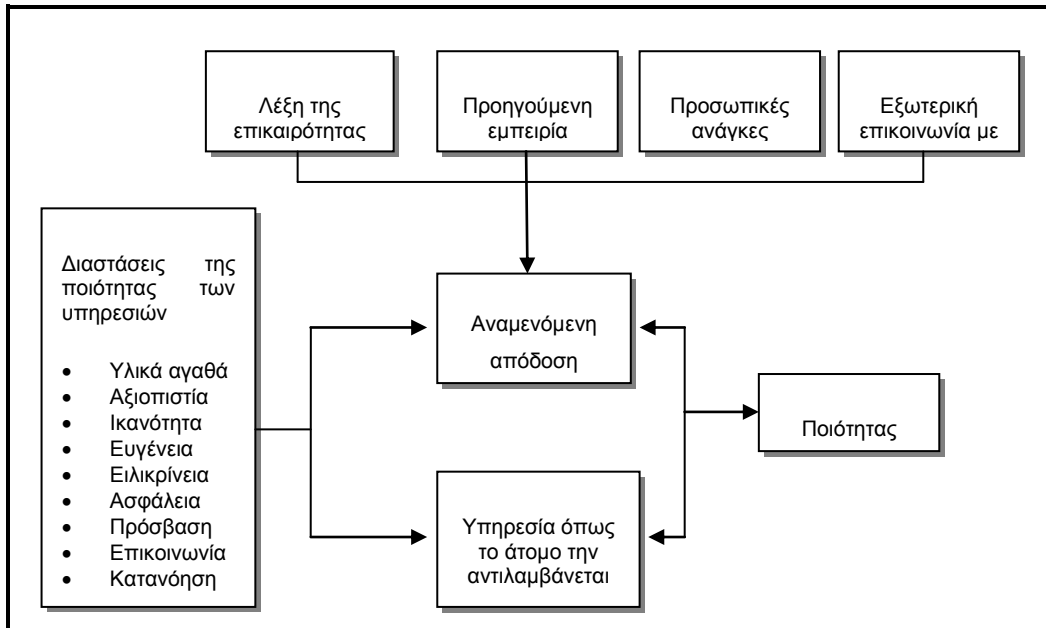 Λέξη της
επικαιρότητας
Προηγούμενη
εμπειρία
Προσωπικές
ανάγκες
Εξωτερική
επικοινωνία με
Διαστάσεις της
ποιότητας των
υπηρεσιών
• Υλικά αγαθά
• Αξιοπιστία
• Ικανότητα
• Ευγένεια
• Ειλικρίνεια
• Ασφάλεια
• Πρόσβαση
• Επικοινωνία
• Κατανόηση
Αναμενόμενη
απόδοση
Υπηρεσία όπως
το άτομο την
αντιλαμβάνεται
Ποιότητας